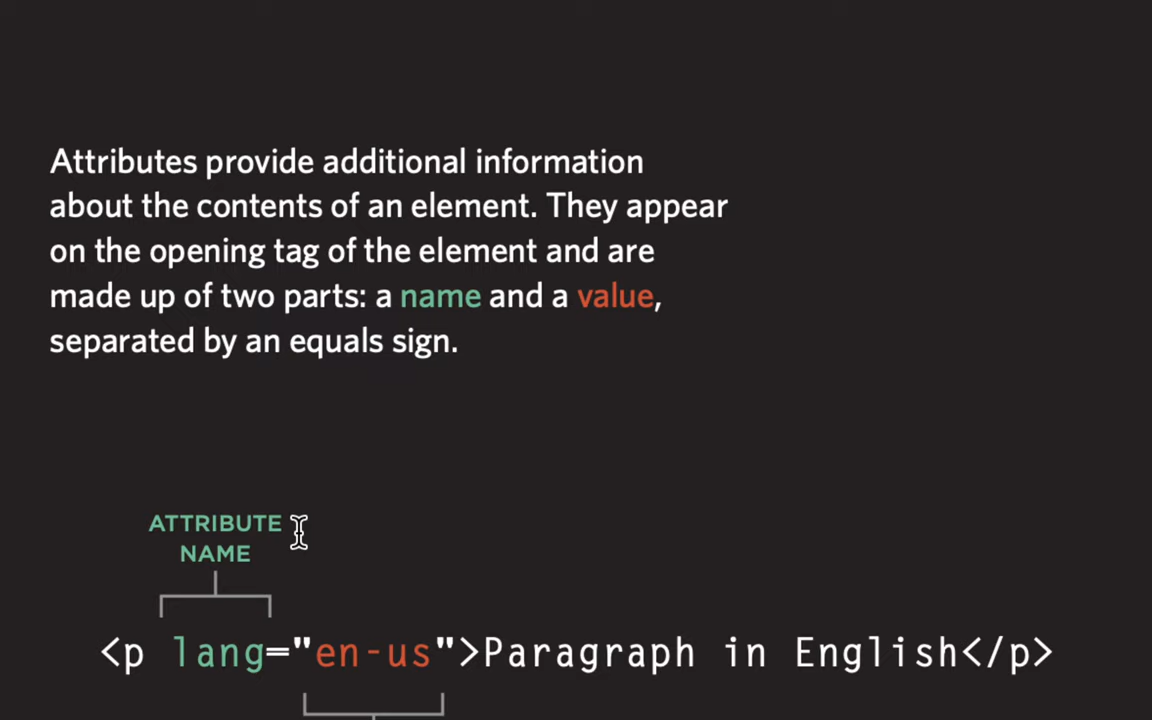 Attributes provide additional information
about the contents of an element. They appear
on the opening tag of the element and are
made up of two parts: a name and a value,
separated by an equals sign.
ATTRIBUTE
NAME
<p lang="en-us">Paragraph in English</p>